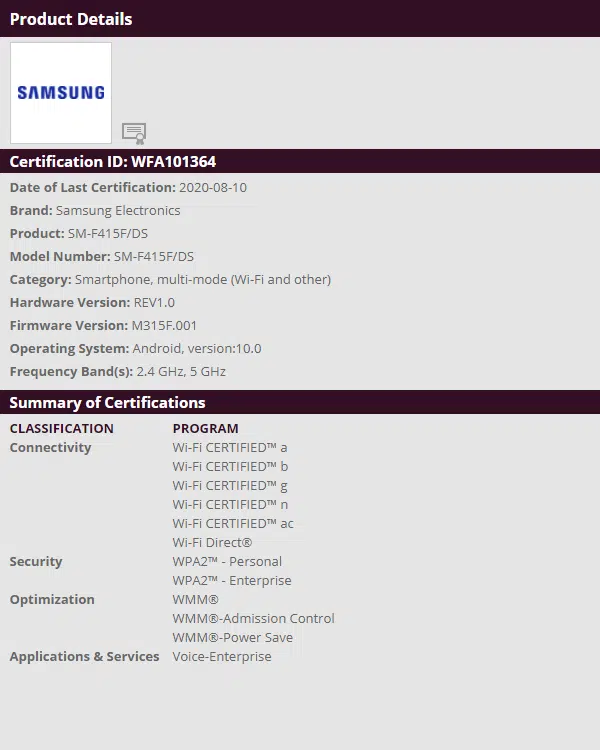 Product Details
SAMSUNG
Certification ID: WFA101364
Date of Last Certification: 2020-08-10
Brand: Samsung Electronics
Product: SM-F415F/DS
Model Number: SM-F415F/DS
Category: Smartphone, multi-mode (Wi-Fi and other)
Hardware Version: REV1.0
Firmware Version: M315F.001
Operating System: Android, version:10.0
Frequency Band(s): 2.4 GHz, 5 GHz
Summary of Certifications
CLASSIFICATION PROGRAM
Connectivity Wi-Fi CERTIFIED™ a
Wi-Fi CERTIFIED™ b
Wi-Fi CERTIFIED™ g
Wi-Fi CERTIFIED™ n
Wi-Fi CERTIFIED™ ac
Wi-Fi Direct®
Security WPA2™ - Personal
WPA2™ - Enterprise
Optimization WMM®
WMM®-Admission Control
WMM®-Power Save
Applications & Services Voice-Enterprise